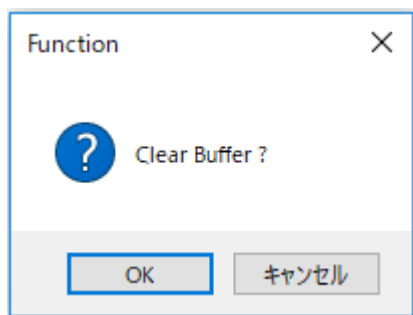 Function
Clear Buffer ?
OK
キャンセル